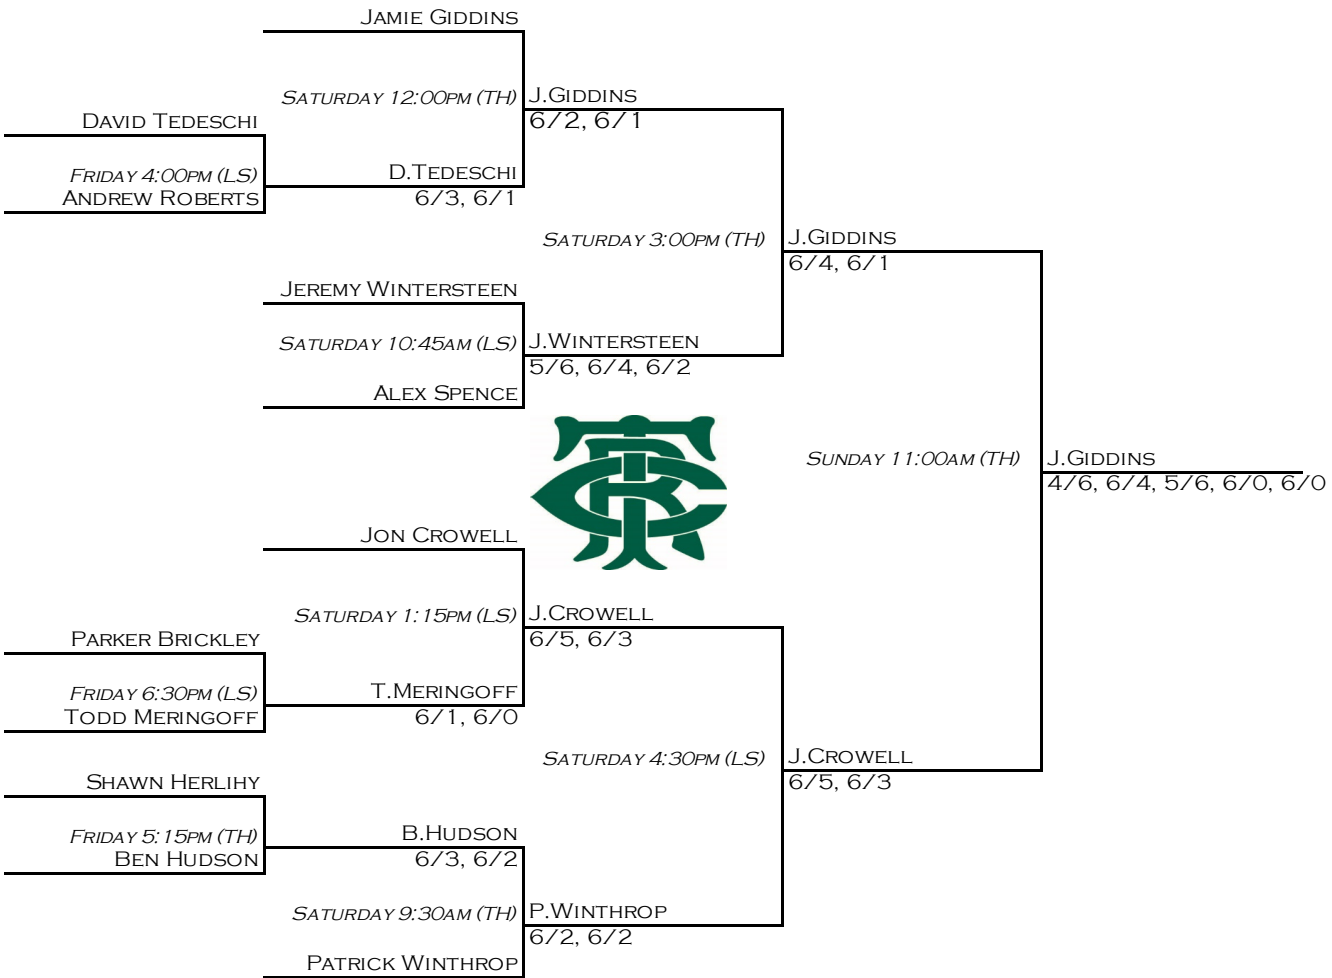 Jamie Giddins
Saturday 12:00pm (TH)
J.Giddins
6/2, 6/1
David Tedeschi
Friday 4:00pm (LS)
Andrew Roberts
D.Tedeschi
6/3, 6/1
Saturday 3:00pm (TH)
J.Giddins
6/4, 6/1
Jeremy Wintersteen
Saturday 10:45am (LS)
J.Wintersteen
5/6, 6/4, 6/2
Alex Spence
Sunday 11:00am (TH)
J.Giddins
4/6, 6/4, 5/6, 6/0, 6/0
Jon Crowell
Saturday 1:15pm (LS)
J.Crowell
6/5, 6/3
Parker Brickley
Friday 6:30pm (LS)
Todd Meringoff
T.Meringoff
6/1, 6/0
Saturday 4:30pm (LS)
J.Crowell
6/5, 6/3
Shawn Herlihy
Friday 5:15pm (TH)
Ben Hudson
B.Hudson
6/3, 6/2
Saturday 9:30am (TH)
P.Winthrop
6/2, 6/2
Patrick Winthrop